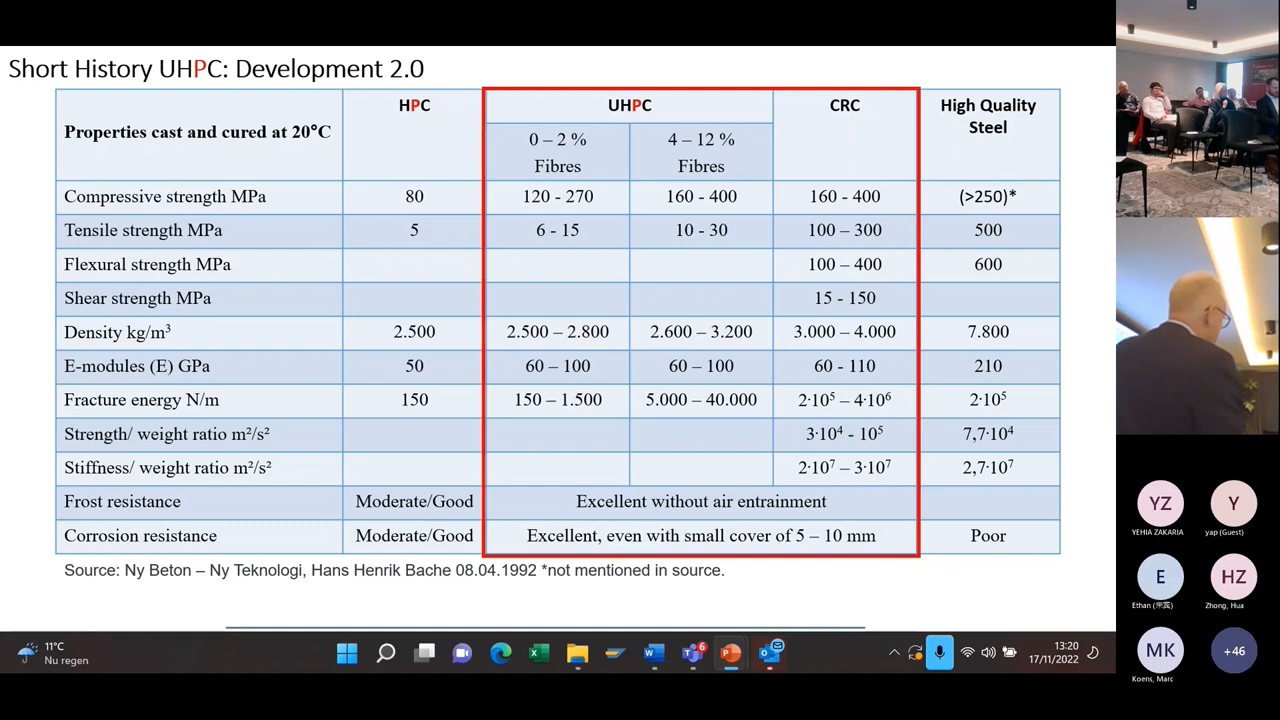 Short History UHPC: Development 2.0
Properties cast and cured at 20°C HPC UHPC CRC High Quality Steel
0 – 2 % Fibres 4 – 12 % Fibres
Compressive strength MPa 80 120 - 270 160 - 400 160 - 400 (>250)*
Tensile strength MPa 5 6 - 15 10 - 30 100 – 300 500
Flexural strength MPa 100 – 400 600
Shear strength MPa 15 - 150
Density kg/m³ 2.500 2.500 – 2.800 2.600 – 3.200 3.000 – 4.000 7.800
E-modules (E) GPa 50 60 – 100 60 – 100 60 - 110 210
Fracture energy N/m 150 150 – 1.500 5.000 – 40.000 2·10⁵ – 4·10⁶ 2·10⁵
Strength/ weight ratio m²/s² 3·10⁴ - 10⁵ 7,7·10⁴
Stiffness/ weight ratio m²/s² 2·10⁷ – 3·10⁷ 2,7·10⁷
Frost resistance Moderate/Good Excellent without air entrainment
Corrosion resistance Moderate/Good Excellent, even with small cover of 5 – 10 mm Poor
Source: Ny Beton – Ny Teknologi, Hans Henrik Bache 08.04.1992 *not mentioned in source.
11°C
Nu regen
6
13:20
17/11/2022
YZ Y
YEHIA ZAKARIA yap (Guest)
E HZ
Ethan Zhong, Hua
MK +46
Koens, Marc